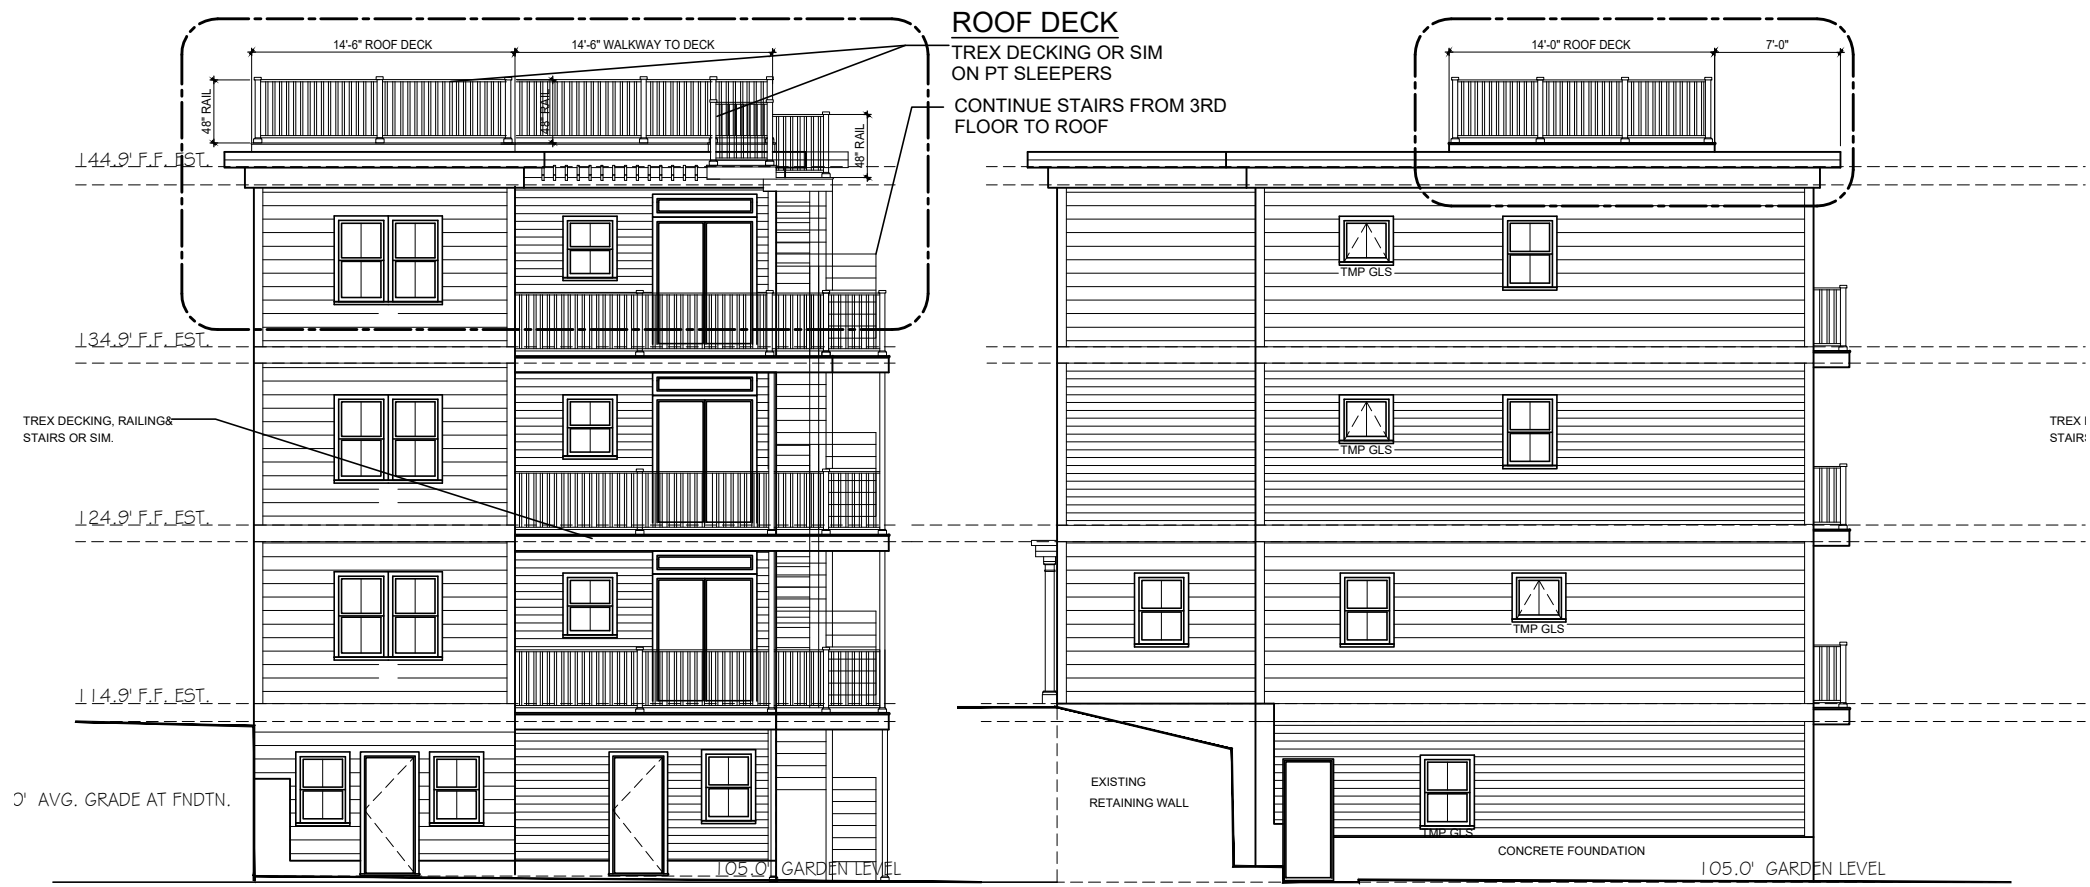 ROOF DECK
TREX DECKING OR SIM
ON PT SLEEPERS
CONTINUE STAIRS FROM 3RD
FLOOR TO ROOF
14'-6" ROOF DECK
14'-6" WALKWAY TO DECK
48" RAIL
48" RAIL
48" RAIL
14'-0" ROOF DECK
7'-0"
144.9' F.F. EST.
134.9' F.F. EST.
124.9' F.F. EST.
114.9' F.F. EST.
TREX DECKING, RAILING&
STAIRS OR SIM.
0' AVG. GRADE AT FNDTN.
105.0' GARDEN LEVEL
TMP GLS
TMP GLS
TMP GLS
TMP GLS
EXISTING
RETAINING WALL
CONCRETE FOUNDATION
105.0' GARDEN LEVEL
TREX
STAIRS